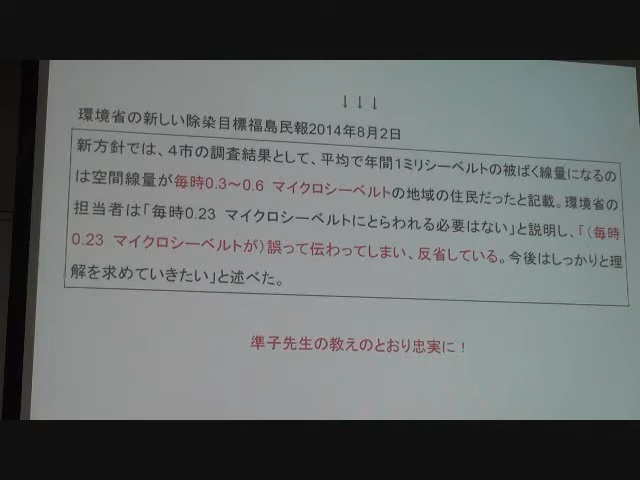 ↓↓↓
環境省の新しい除染目標福島民報2014年8月2日
新方針では、４市の調査結果として、平均で年間１ミリシーベルトの被ばく線量になるの
は空間線量が毎時0.3～0.6 マイクロシーベルトの地域の住民だったと記載。環境省の
担当者は「毎時0.23 マイクロシーベルトにとらわれる必要はない」と説明し、「（毎時
0.23 マイクロシーベルトが）誤って伝わってしまい、反省している。今後はしっかりと理
解を求めていきたい」と述べた。
準子先生の教えのとおり忠実に！